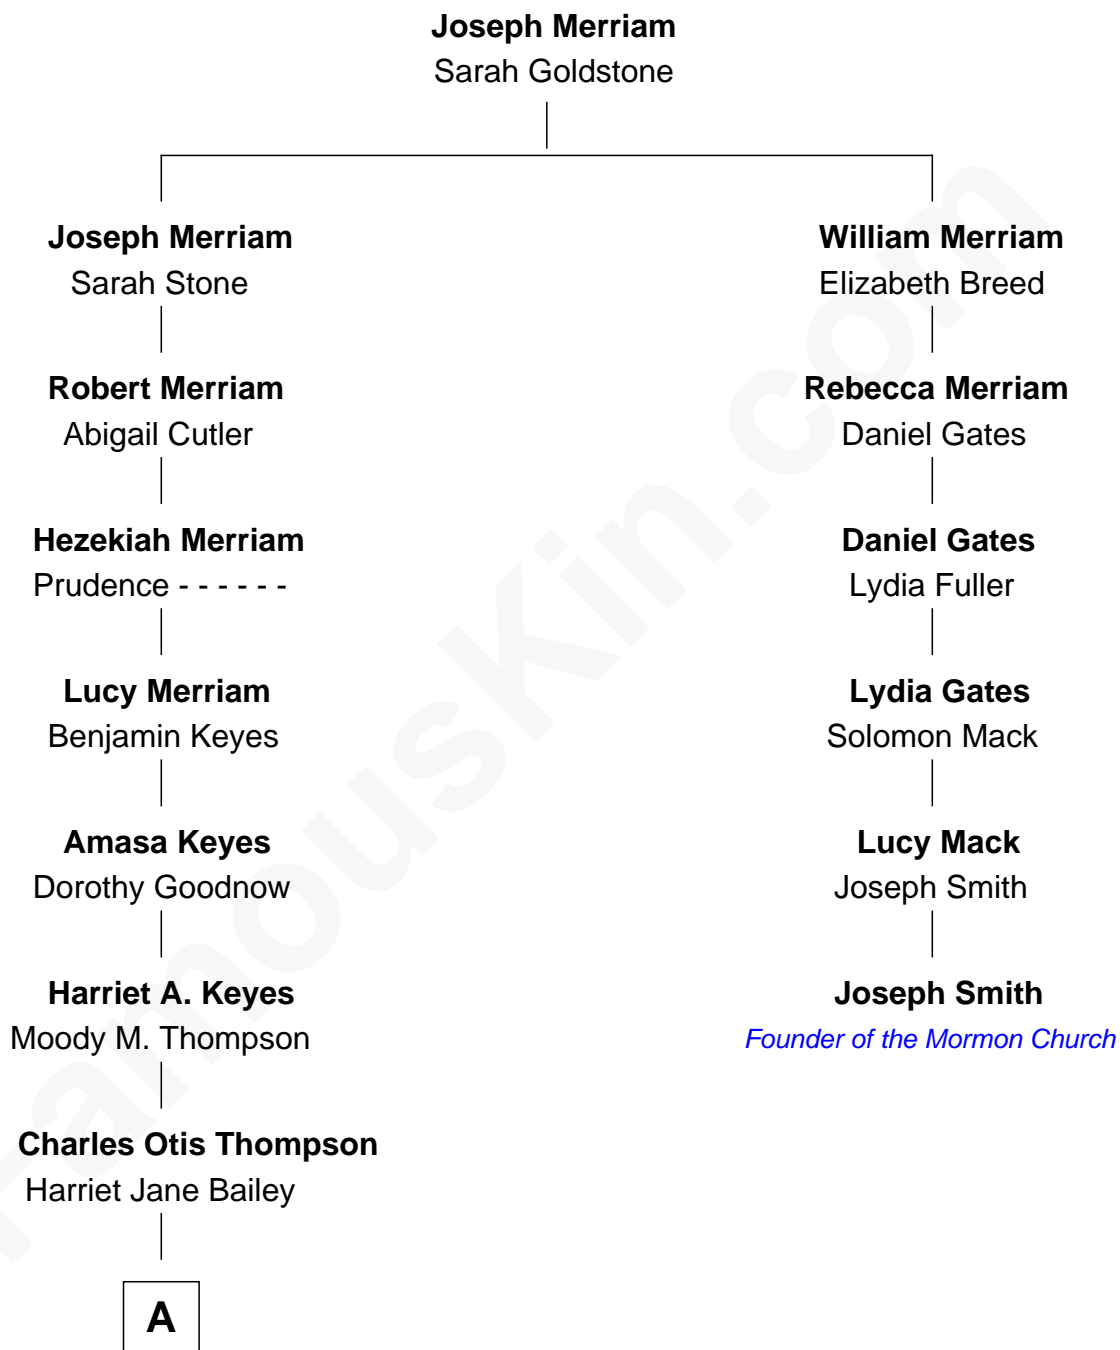 Joseph Merriam
Sarah Goldstone
Joseph Merriam
Sarah Stone
Robert Merriam
Abigail Cutler
Hezekiah Merriam
Prudence - - - - - -
Lucy Merriam
Benjamin Keyes
Amasa Keyes
Dorothy Goodnow
Harriet A. Keyes
Moody M. Thompson
Charles Otis Thompson
Harriet Jane Bailey
A
William Merriam
Elizabeth Breed
Rebecca Merriam
Daniel Gates
Daniel Gates
Lydia Fuller
Lydia Gates
Solomon Mack
Lucy Mack
Joseph Smith
Joseph Smith
Founder of the Mormon Church
FamousKin.com